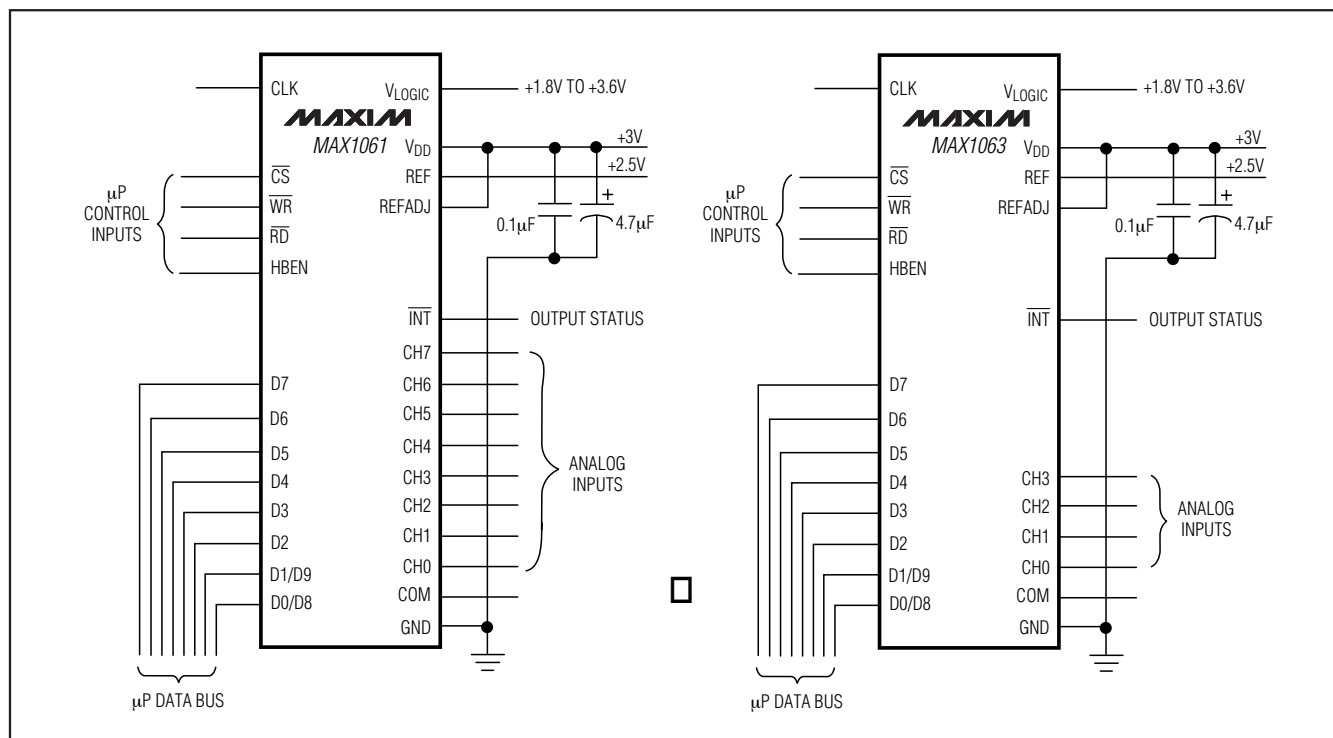 CLK
VLOGIC
+1.8V TO +3.6V
MAXIM
MAX1061
VDD
+3V
REF
+2.5V
REFADJ
CS
WR
RD
HBEN
µP
CONTROL
INPUTS
0.1µF
+
4.7µF
INT
OUTPUT STATUS
CH7
CH6
CH5
CH4
CH3
CH2
CH1
CH0
COM
GND
ANALOG
INPUTS
D7
D6
D5
D4
D3
D2
D1/D9
D0/D8
µP DATA BUS
CLK
VLOGIC
+1.8V TO +3.6V
MAXIM
MAX1063
VDD
+3V
REF
+2.5V
REFADJ
CS
WR
RD
HBEN
µP
CONTROL
INPUTS
0.1µF
+
4.7µF
INT
OUTPUT STATUS
CH3
CH2
CH1
CH0
COM
GND
ANALOG
INPUTS
D7
D6
D5
D4
D3
D2
D1/D9
D0/D8
µP DATA BUS